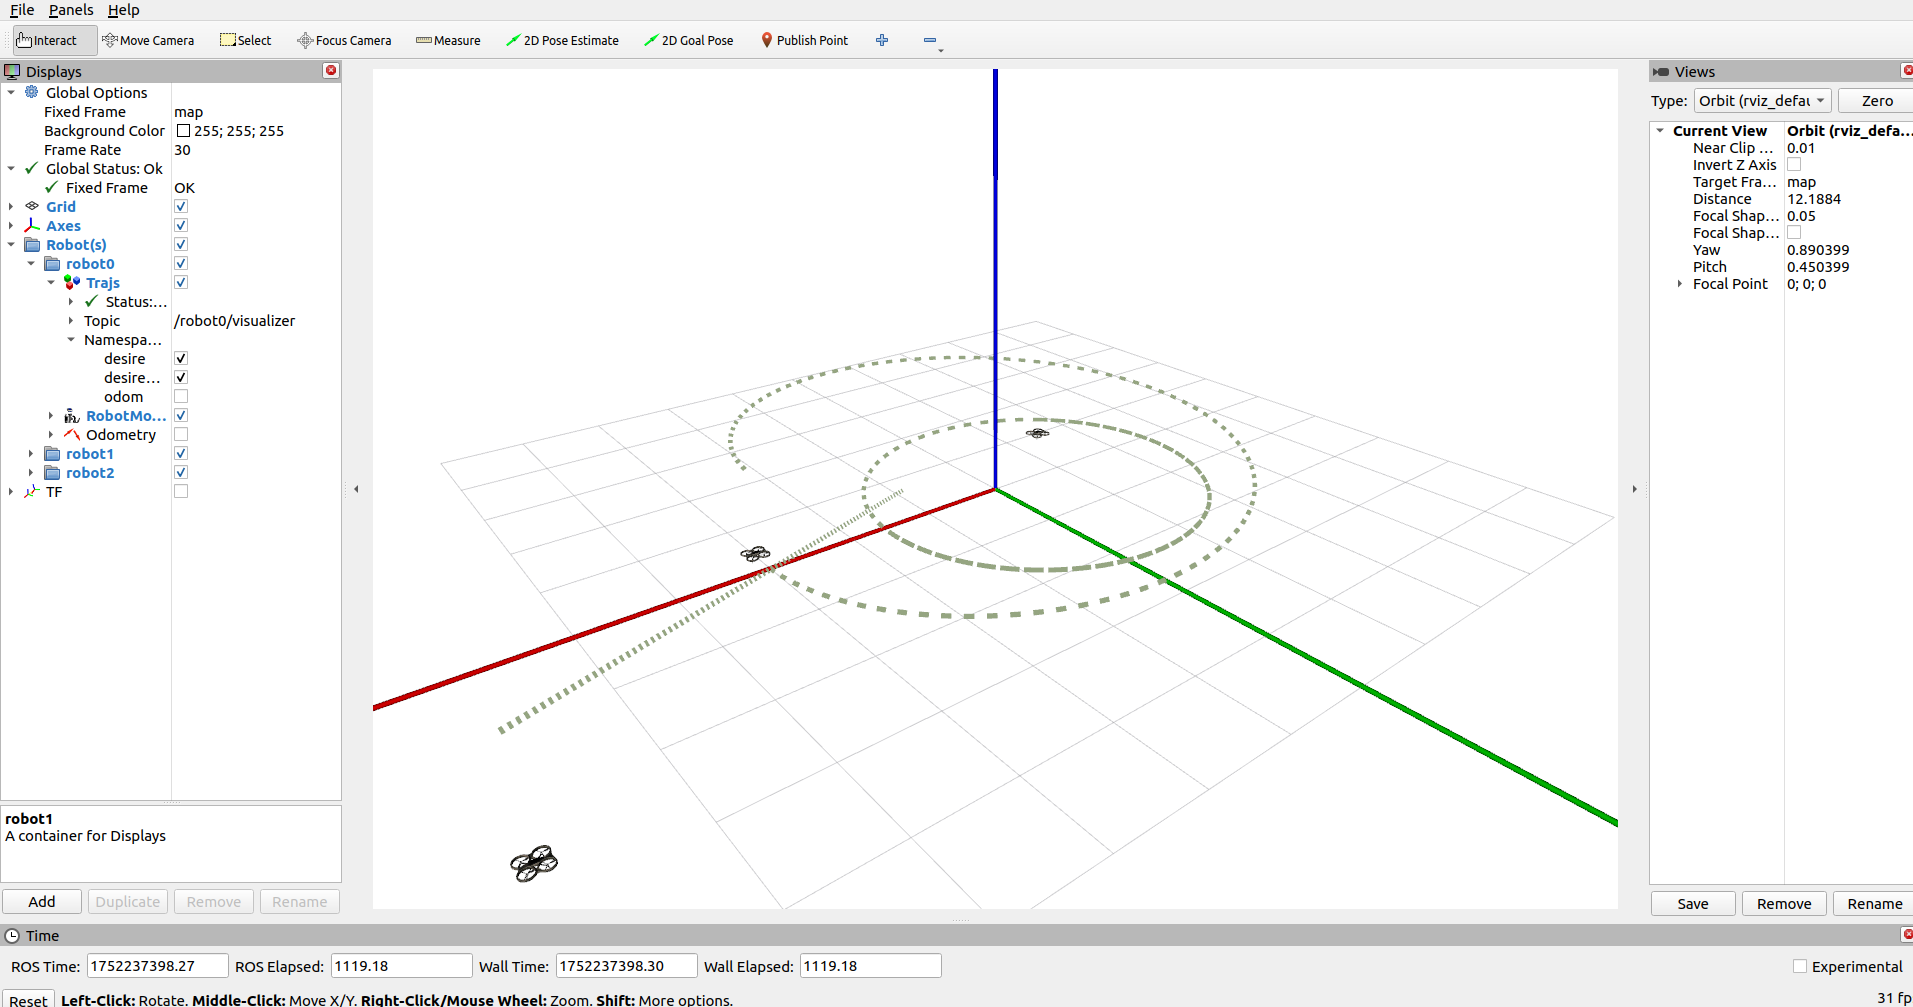 File Panels Help
Interact Move Camera Select Focus Camera Measure 2D Pose Estimate 2D Goal Pose Publish Point
Displays
Global Options
Fixed Frame map
Background Color 255; 255; 255
Frame Rate 30
Global Status: Ok
Fixed Frame OK
Grid
Axes
Robot(s)
robot0
Trajs
Status:...
Topic /robot0/visualizer
Namespa...
desire
desire...
odom
RobotMo...
Odometry
robot1
robot2
TF
robot1
A container for Displays
Add Duplicate Remove Rename
Views
Type: Orbit (rviz_defau Zero
Current View Orbit (rviz_defa...
Near Clip ... 0.01
Invert Z Axis
Target Fra... map
Distance 12.1884
Focal Shap... 0.05
Focal Shap...
Yaw 0.890399
Pitch 0.450399
Focal Point 0; 0; 0
Save Remove Rename
Time
ROS Time: 1752237398.27 ROS Elapsed: 1119.18 Wall Time: 1752237398.30 Wall Elapsed: 1119.18 Experimental
Reset Left-Click: Rotate. Middle-Click: Move X/Y. Right-Click/Mouse Wheel: Zoom. Shift: More options. 31 fp